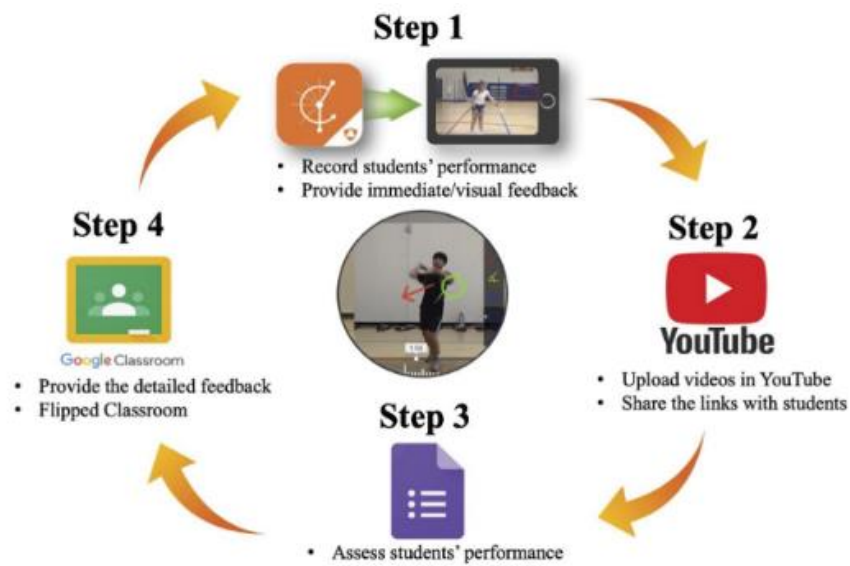 Step 1
• Record students' performance
• Provide immediate/visual feedback
Step 2
YouTube
• Upload videos in YouTube
• Share the links with students
Step 3
• Assess students' performance
Step 4
Google Classroom
• Provide the detailed feedback
• Flipped Classroom